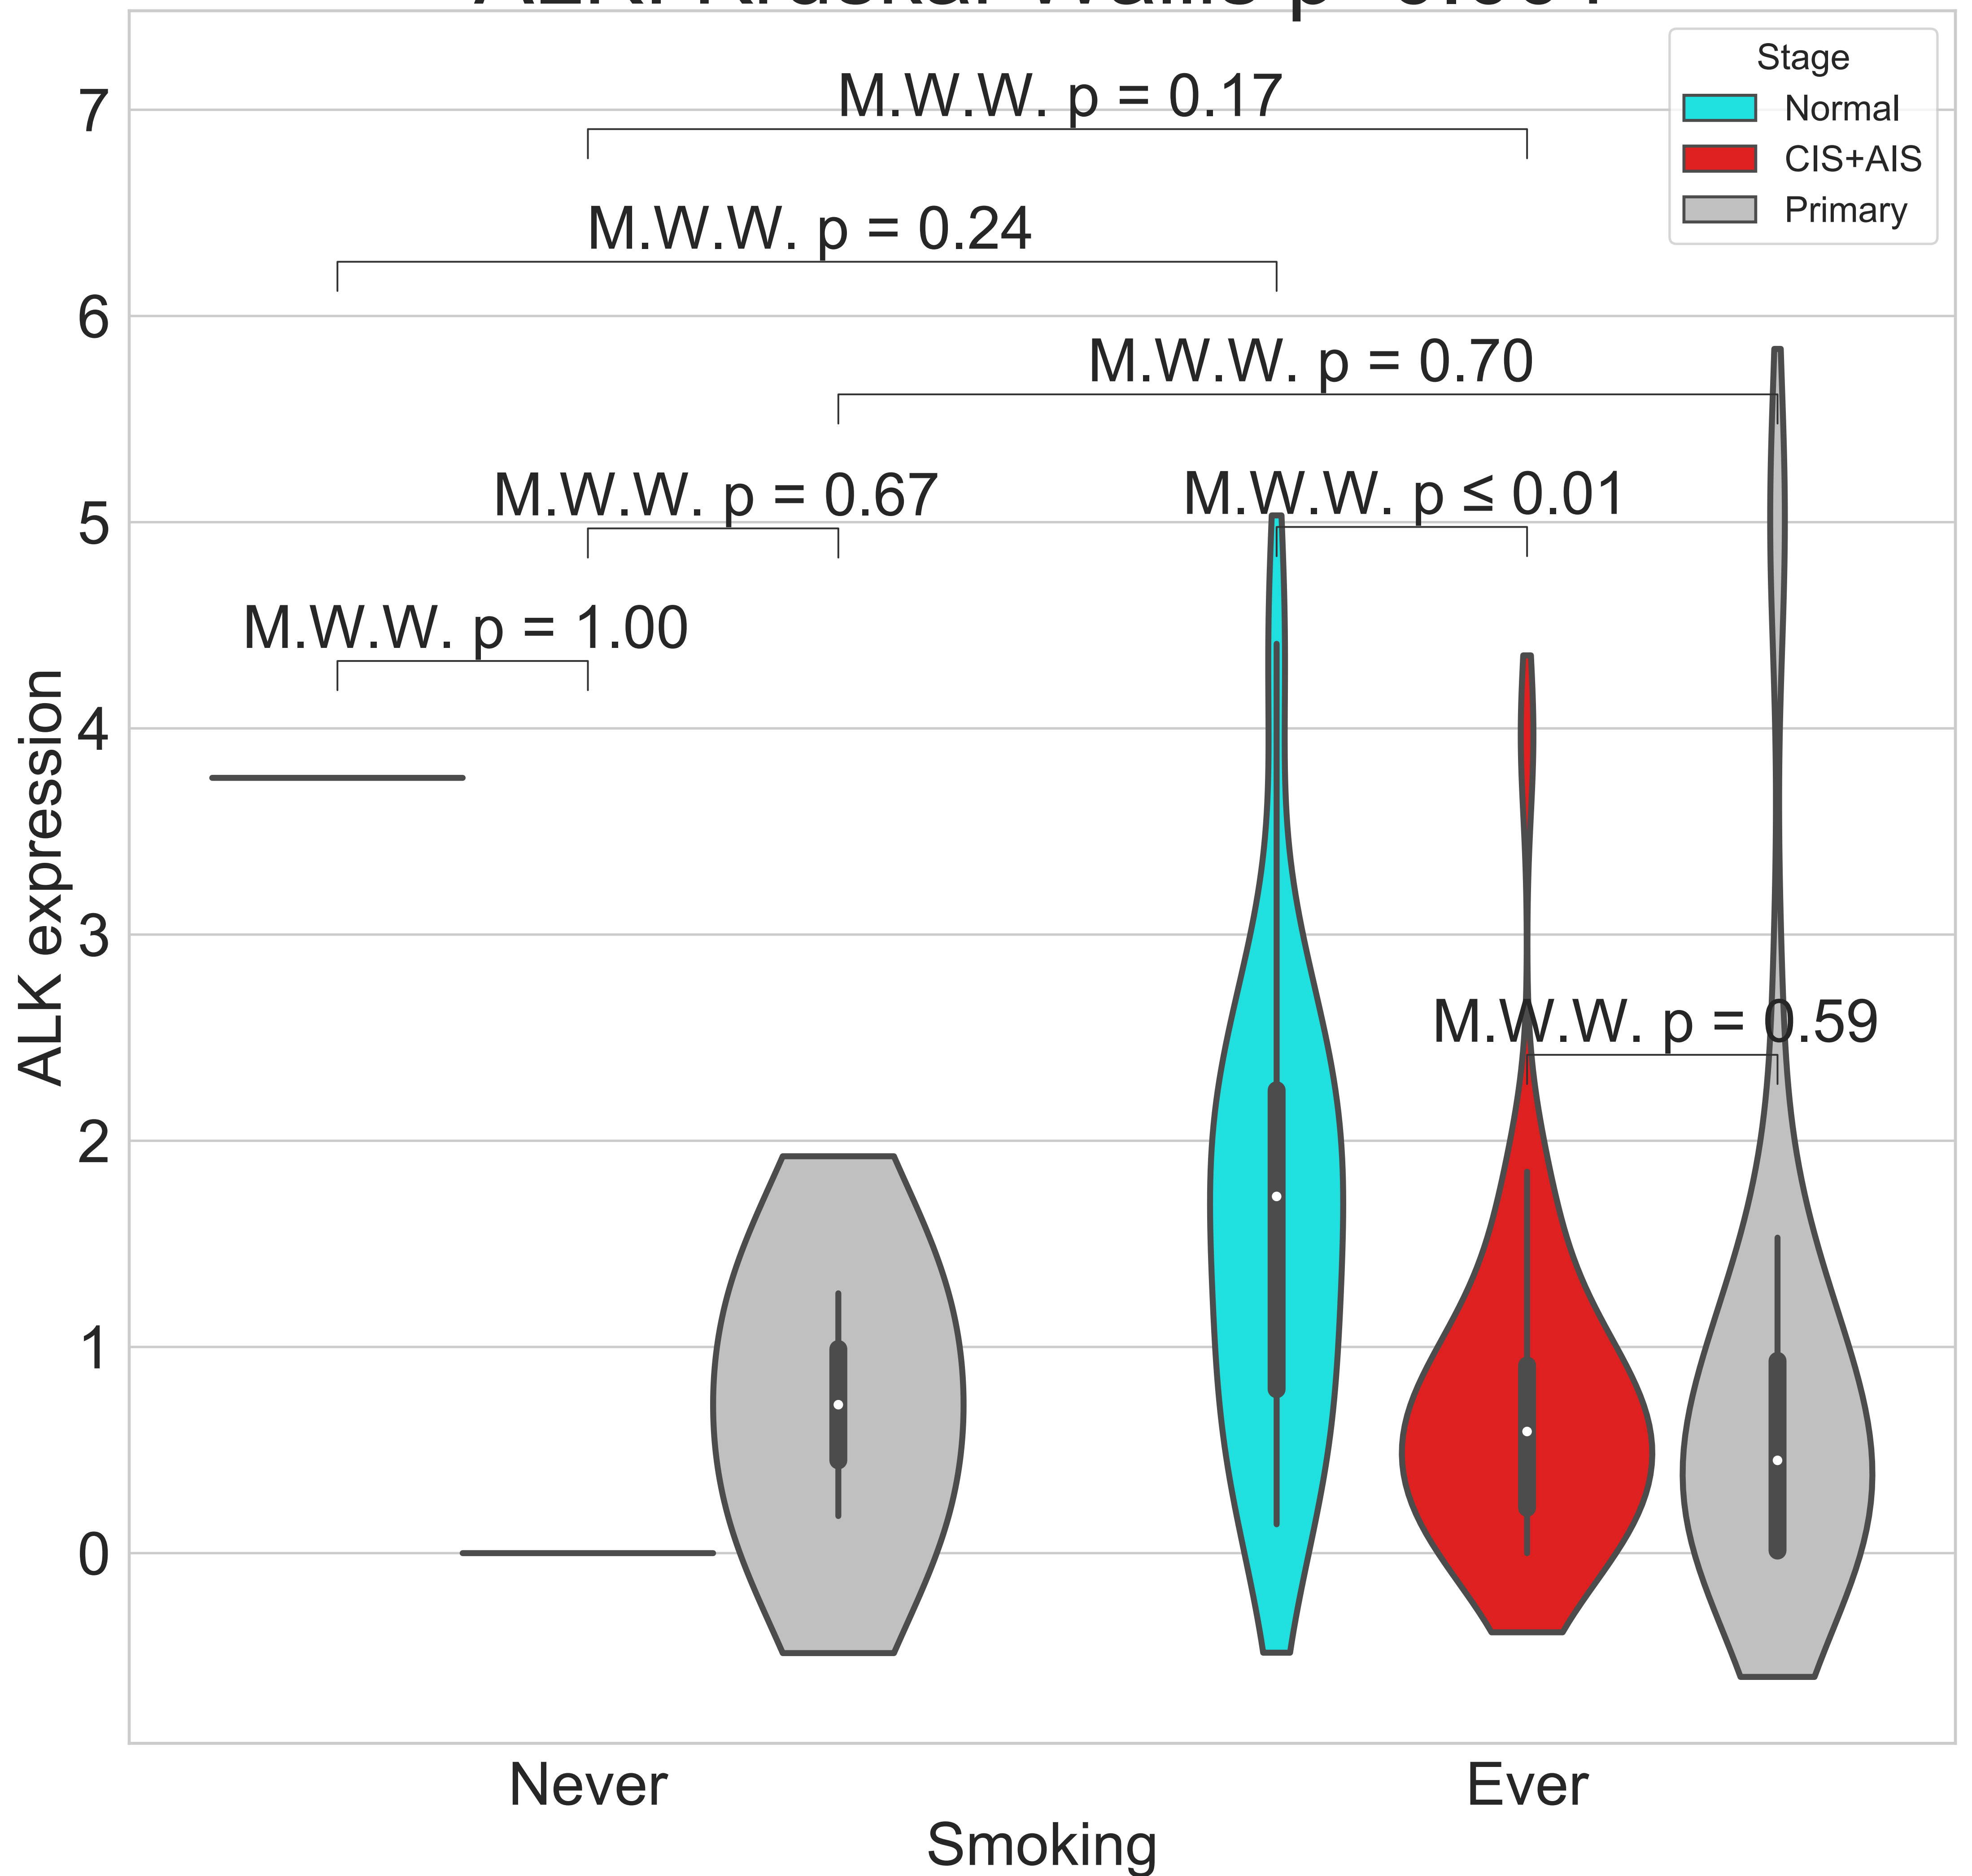 7
6
5
4
3
2
1
0
ALK expression
M.W.W. p = 0.17
M.W.W. p = 0.24
M.W.W. p = 0.70
M.W.W. p = 0.67
M.W.W. p ≤ 0.01
M.W.W. p = 1.00
M.W.W. p = 0.59
Stage
Normal
CIS+AIS
Primary
Never
Ever
Smoking